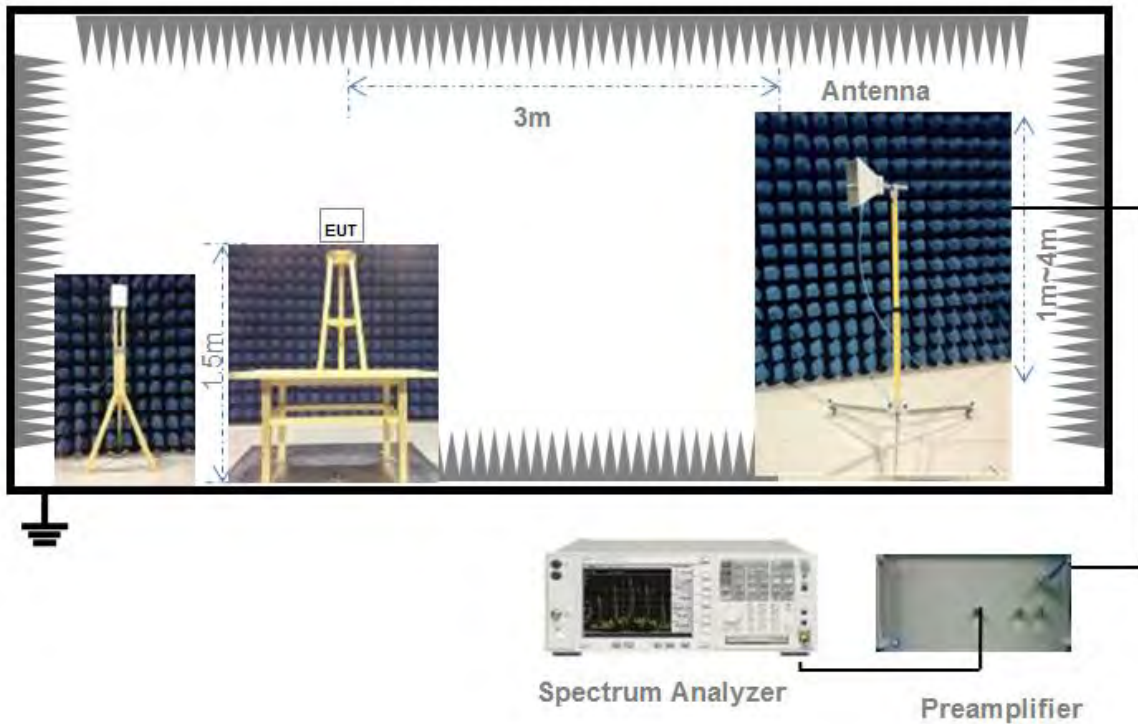 Antenna
3m
EUT
1.5m
1m~4m
Spectrum Analyzer
Preamplifier